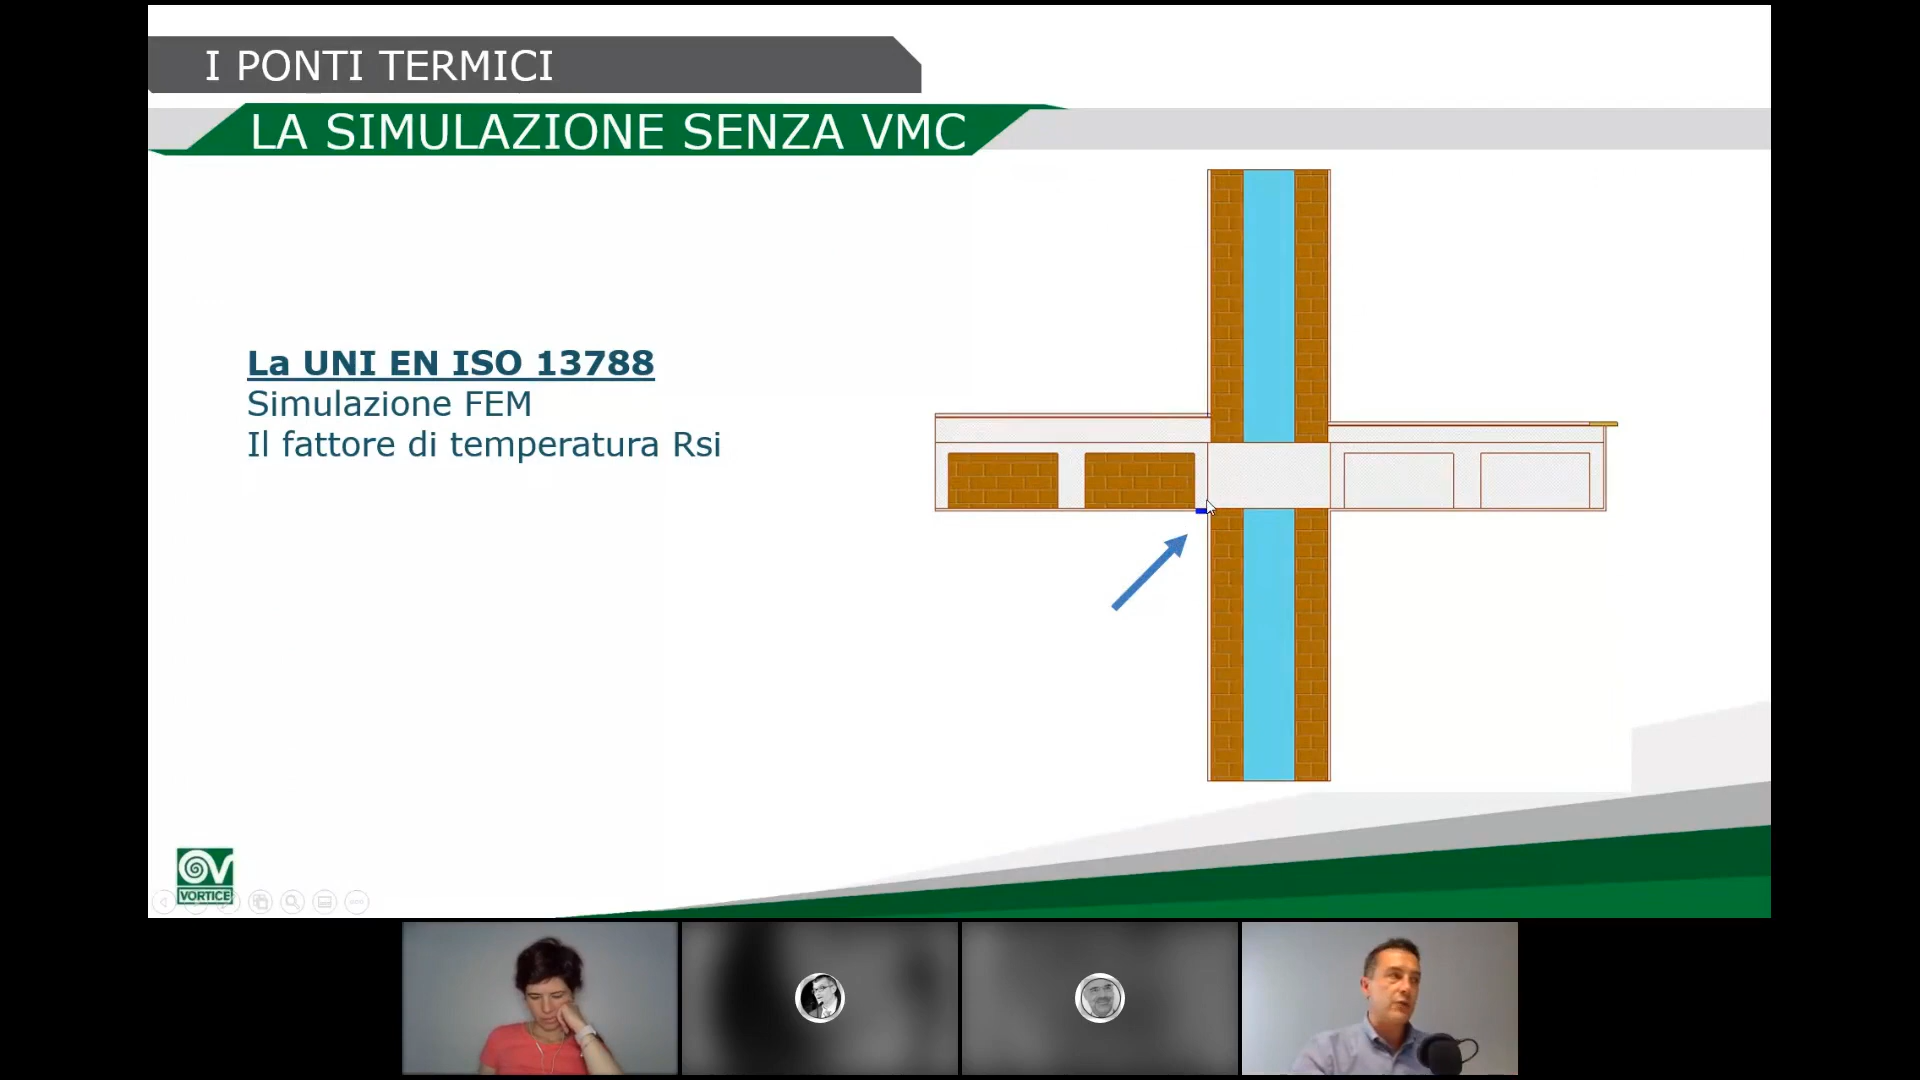 I PONTI TERMICI
LA SIMULAZIONE SENZA VMC
La UNI EN ISO 13788
Simulazione FEM
Il fattore di temperatura Rsi
VORTICE